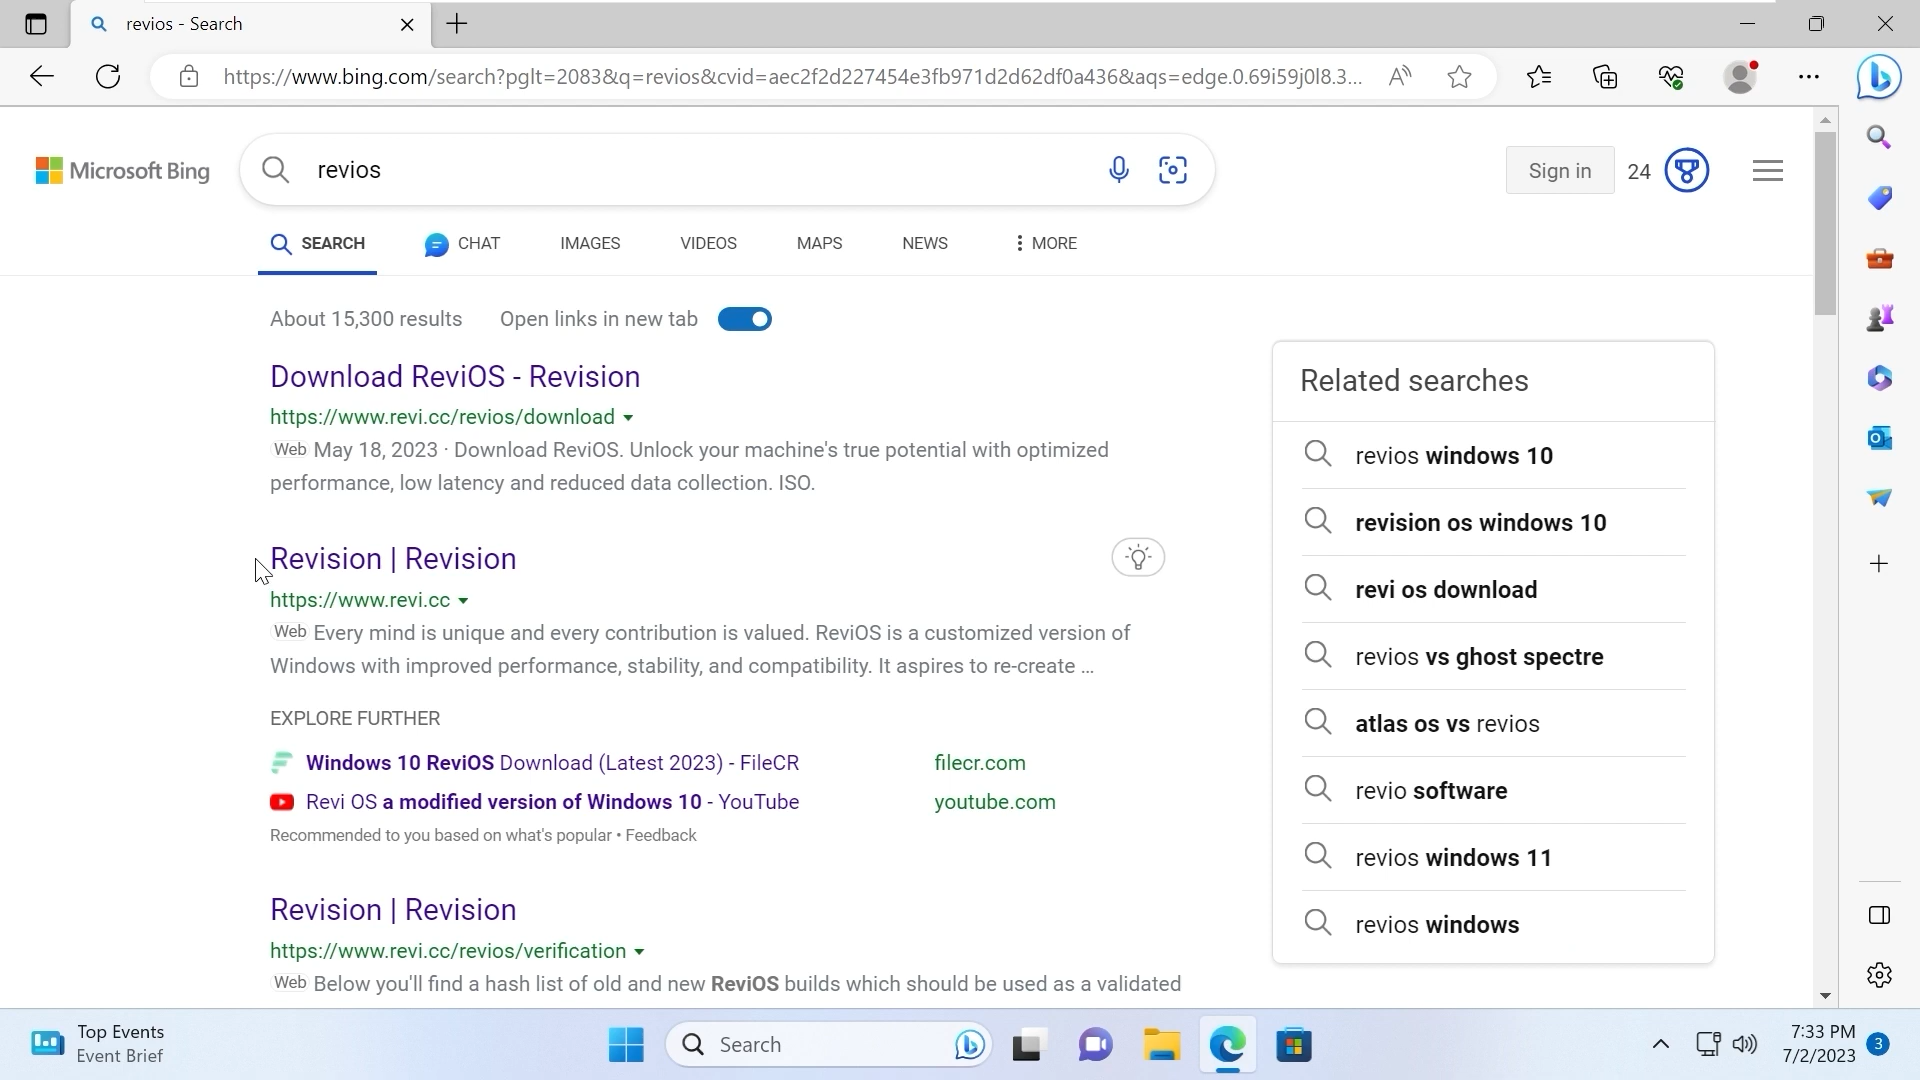 revios - Search
https://www.bing.com/search?pglt=2083&q=revios&cvid=aec2f2d227454e3fb971d2d62df0a436&aqs=edge.0.69i59j0l8.3...
Microsoft Bing
revios
Sign in
24
SEARCH
CHAT
IMAGES
VIDEOS
MAPS
NEWS
MORE
About 15,300 results
Open links in new tab
Download ReviOS - Revision
https://www.revi.cc/revios/download
Web May 18, 2023 · Download ReviOS. Unlock your machine's true potential with optimized
performance, low latency and reduced data collection. ISO.
Revision | Revision
https://www.revi.cc
Web Every mind is unique and every contribution is valued. ReviOS is a customized version of
Windows with improved performance, stability, and compatibility. It aspires to re-create ...
EXPLORE FURTHER
Windows 10 ReviOS Download (Latest 2023) - FileCR
filecr.com
Revi OS a modified version of Windows 10 - YouTube
youtube.com
Recommended to you based on what's popular • Feedback
Revision | Revision
https://www.revi.cc/revios/verification
Web Below you'll find a hash list of old and new ReviOS builds which should be used as a validated
Related searches
revios windows 10
revision os windows 10
revi os download
revios vs ghost spectre
atlas os vs revios
revio software
revios windows 11
revios windows
Top Events
Event Brief
Search
7:33 PM
7/2/2023
3